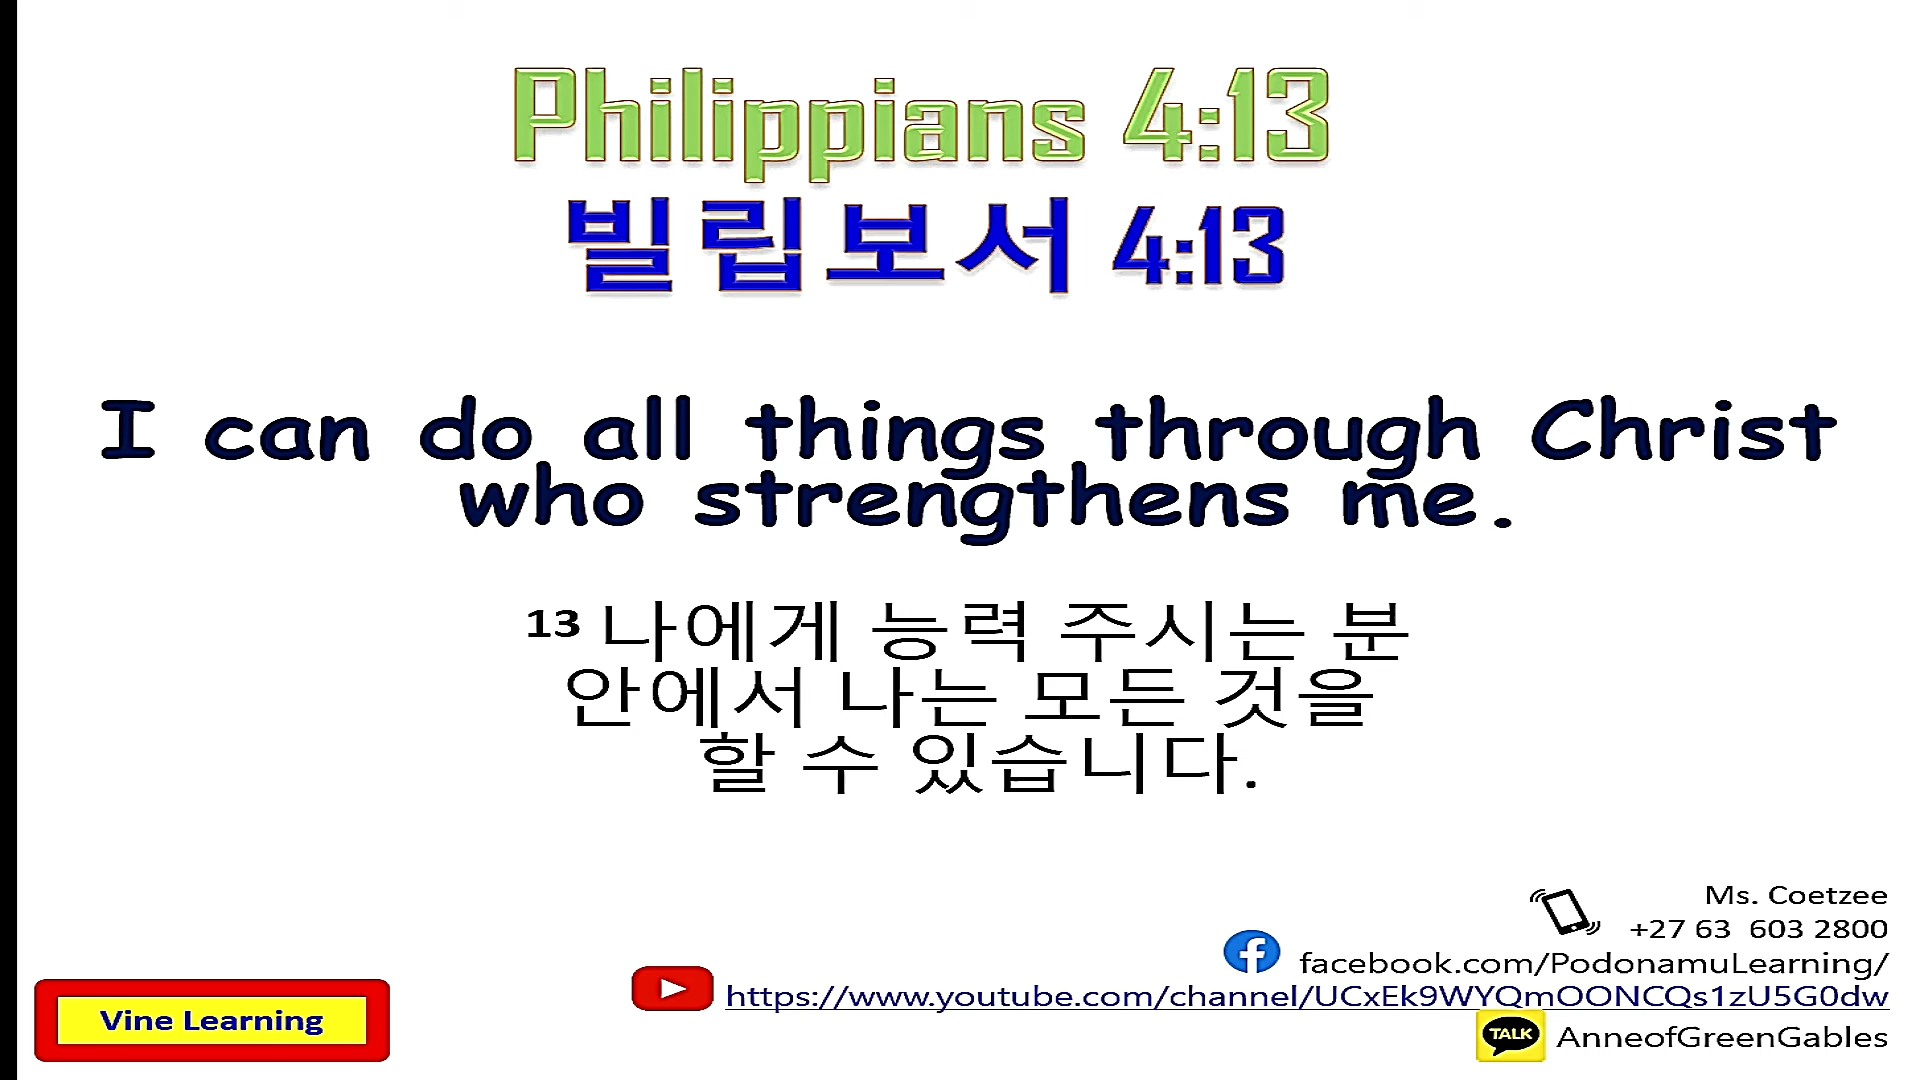 Philippians 4:13
빌립보서 4:13
I can do all things through Christ
who strengthens me.
13 나에게 능력 주시는 분
안에서 나는 모든 것을
할 수 있습니다.
Ms. Coetzee
+27 63 603 2800
facebook.com/PodonamuLearning/
https://www.youtube.com/channel/UCxEk9WYQmOONCQs1zU5G0dw
Vine Learning
TALK AnneofGreenGables